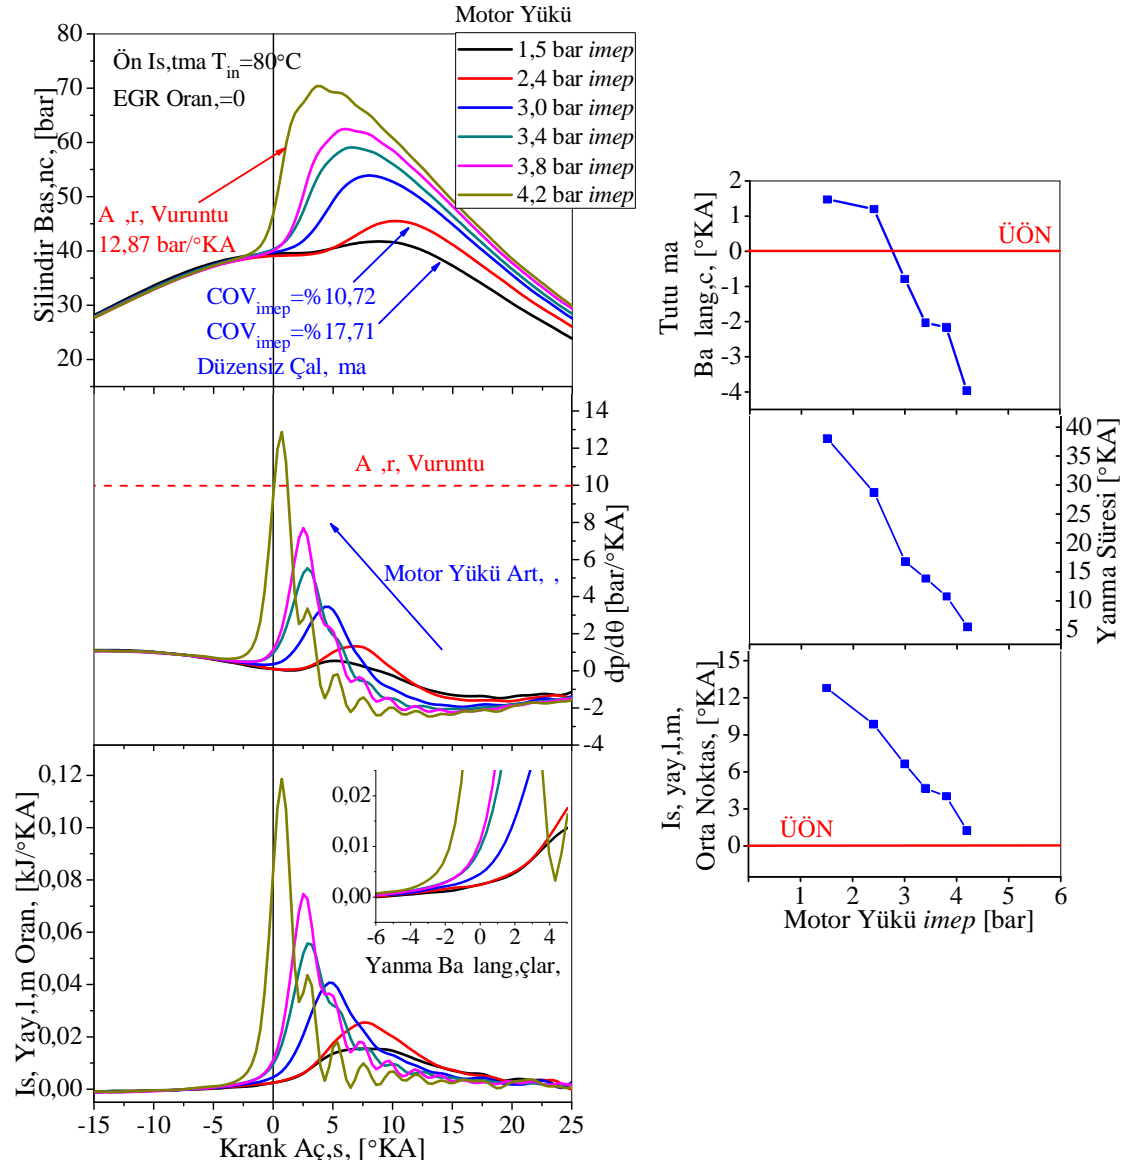 Motor Yükü
1,5 bar imep
2,4 bar imep
3,0 bar imep
3,4 bar imep
3,8 bar imep
4,2 bar imep
Ön Is,tma T_in=80°C
EGR Oran,=0
A ,r, Vuruntu
12,87 bar/°KA
COV_imep=%10,72
COV_imep=%17,71
Düzensiz Çal, ma
Silindir Bas,nc, [bar]
80
70
60
50
40
30
20
A ,r, Vuruntu
Motor Yükü Art, ,
dp/dθ [bar/°KA]
14
12
10
8
6
4
2
0
-2
-4
Is, Yay,l,m Oran, [kJ/°KA]
0,12
0,10
0,08
0,06
0,04
0,02
0,00
0,02
0,01
0,00
-6 -4 -2 0 2 4
Yanma Ba lang,çlar,
-15 -10 -5 0 5 10 15 20 25
Krank Aç,s, [°KA]
Tutu ma
Ba lang,c, [°KA]
2
1
0
-1
-2
-3
-4
ÜÖN
Yanma Süresi [°KA]
40
35
30
25
20
15
10
5
Is, yay,l,m,
Orta Noktas, [°KA]
15
12
9
6
3
0
ÜÖN
1 2 3 4 5 6
Motor Yükü imep [bar]